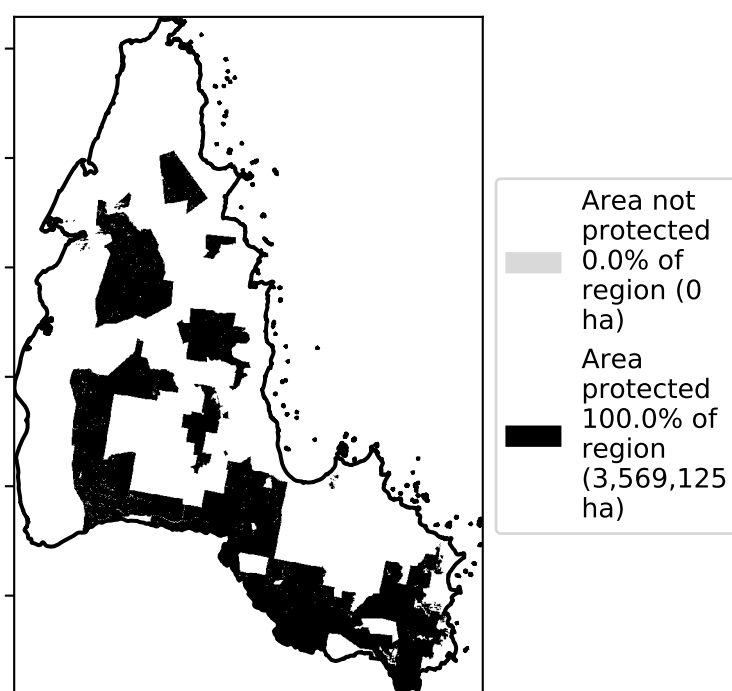 Area not
protected
0.0% of
region (0
ha)
Area
protected
100.0% of
region
(3,569,125
ha)